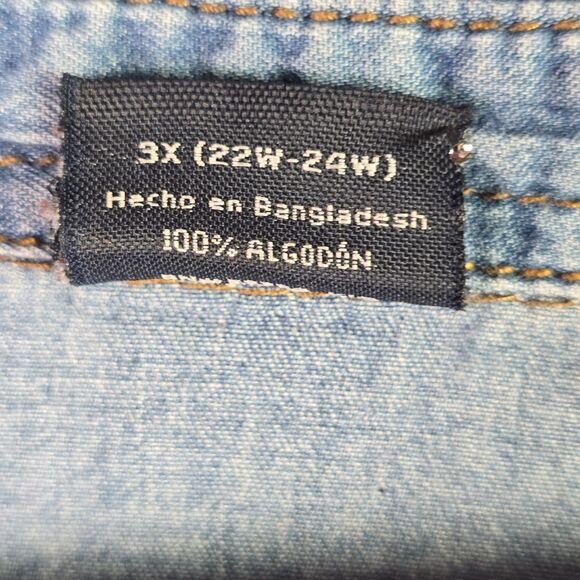 3X (22W-24W)
Hecho en Bangladesh
100% ALGODÓN